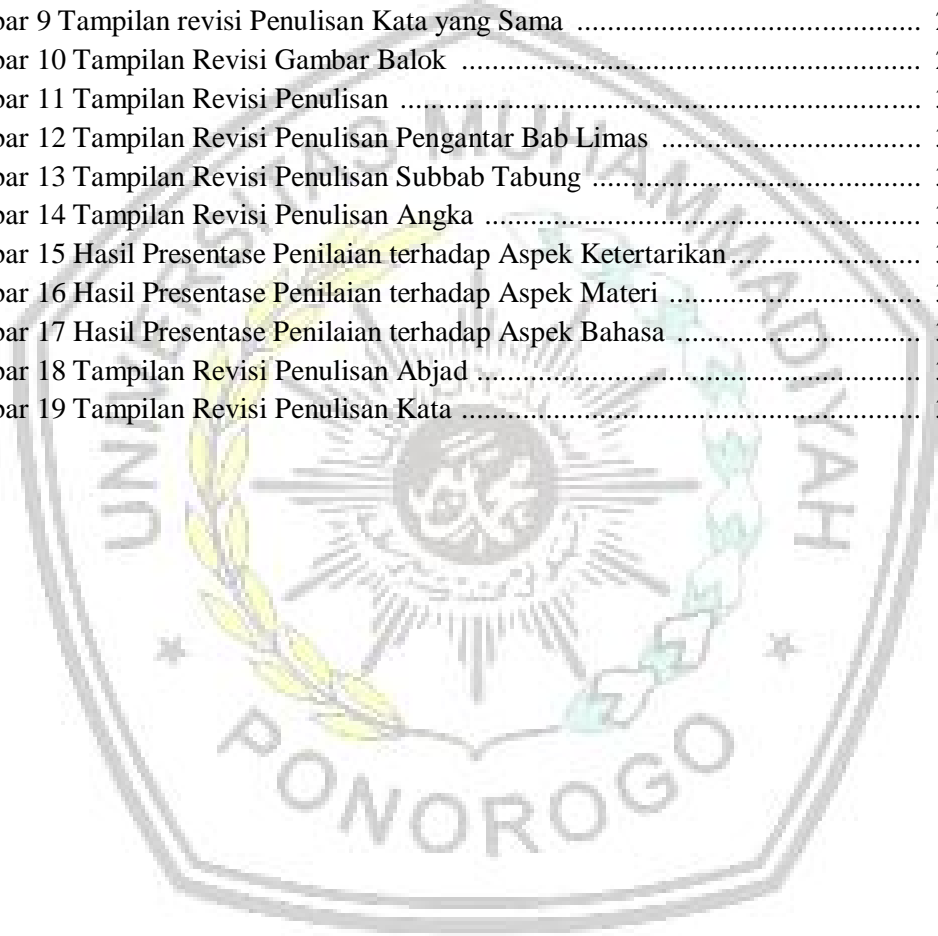 bar 9 Tampilan revisi Penulisan Kata yang Sama ....................................................
bar 10 Tampilan Revisi Gambar Balok ....................................................
bar 11 Tampilan Revisi Penulisan ....................................................
bar 12 Tampilan Revisi Penulisan Pengantar Bab Limas ....................................................
bar 13 Tampilan Revisi Penulisan Subbab Tabung ....................................................
bar 14 Tampilan Revisi Penulisan Angka ....................................................
bar 15 Hasil Presentase Penilaian terhadap Aspek Ketertarikan ....................................................
bar 16 Hasil Presentase Penilaian terhadap Aspek Materi ....................................................
bar 17 Hasil Presentase Penilaian terhadap Aspek Bahasa ....................................................
bar 18 Tampilan Revisi Penulisan Abjad ....................................................
bar 19 Tampilan Revisi Penulisan Kata ....................................................
UNIVERSITAS MUHAMMADIYAH
PONOROGO